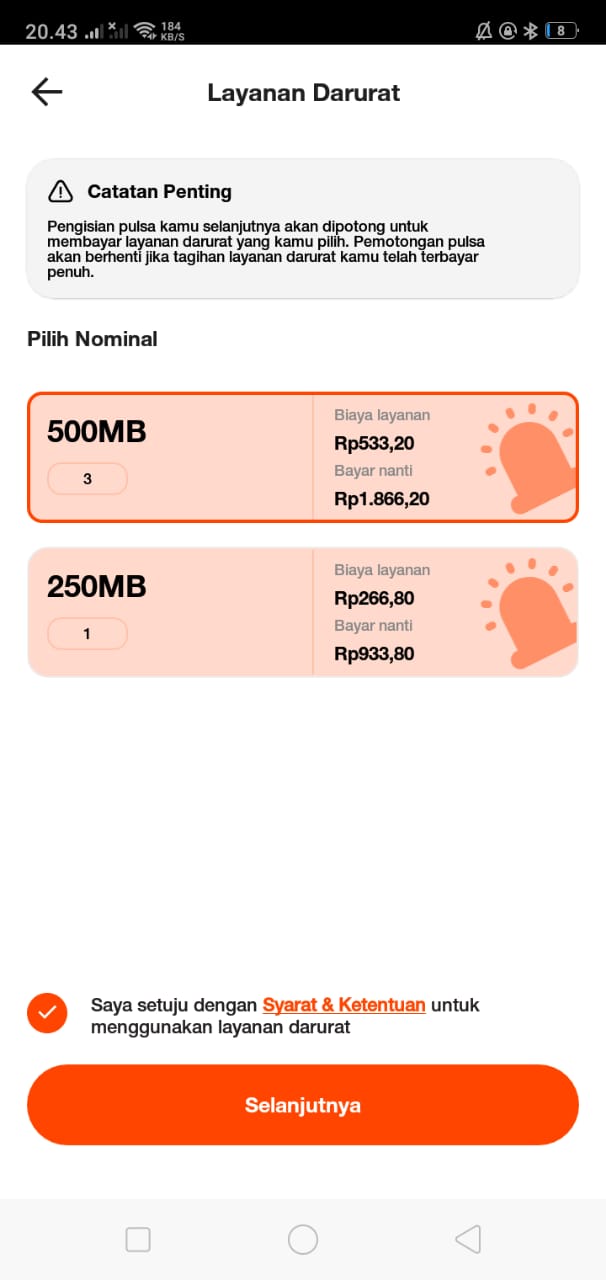 20.43
184
KB/S
8
Layanan Darurat
Catatan Penting
Pengisian pulsa kamu selanjutnya akan dipotong untuk
membayar layanan darurat yang kamu pilih. Pemotongan pulsa
akan berhenti jika tagihan layanan darurat kamu telah terbayar
penuh.
Pilih Nominal
500MB
3
Biaya layanan
Rp533,20
Bayar nanti
Rp1.866,20
250MB
1
Biaya layanan
Rp266,80
Bayar nanti
Rp933,80
Saya setuju dengan Syarat & Ketentuan untuk
menggunakan layanan darurat
Selanjutnya